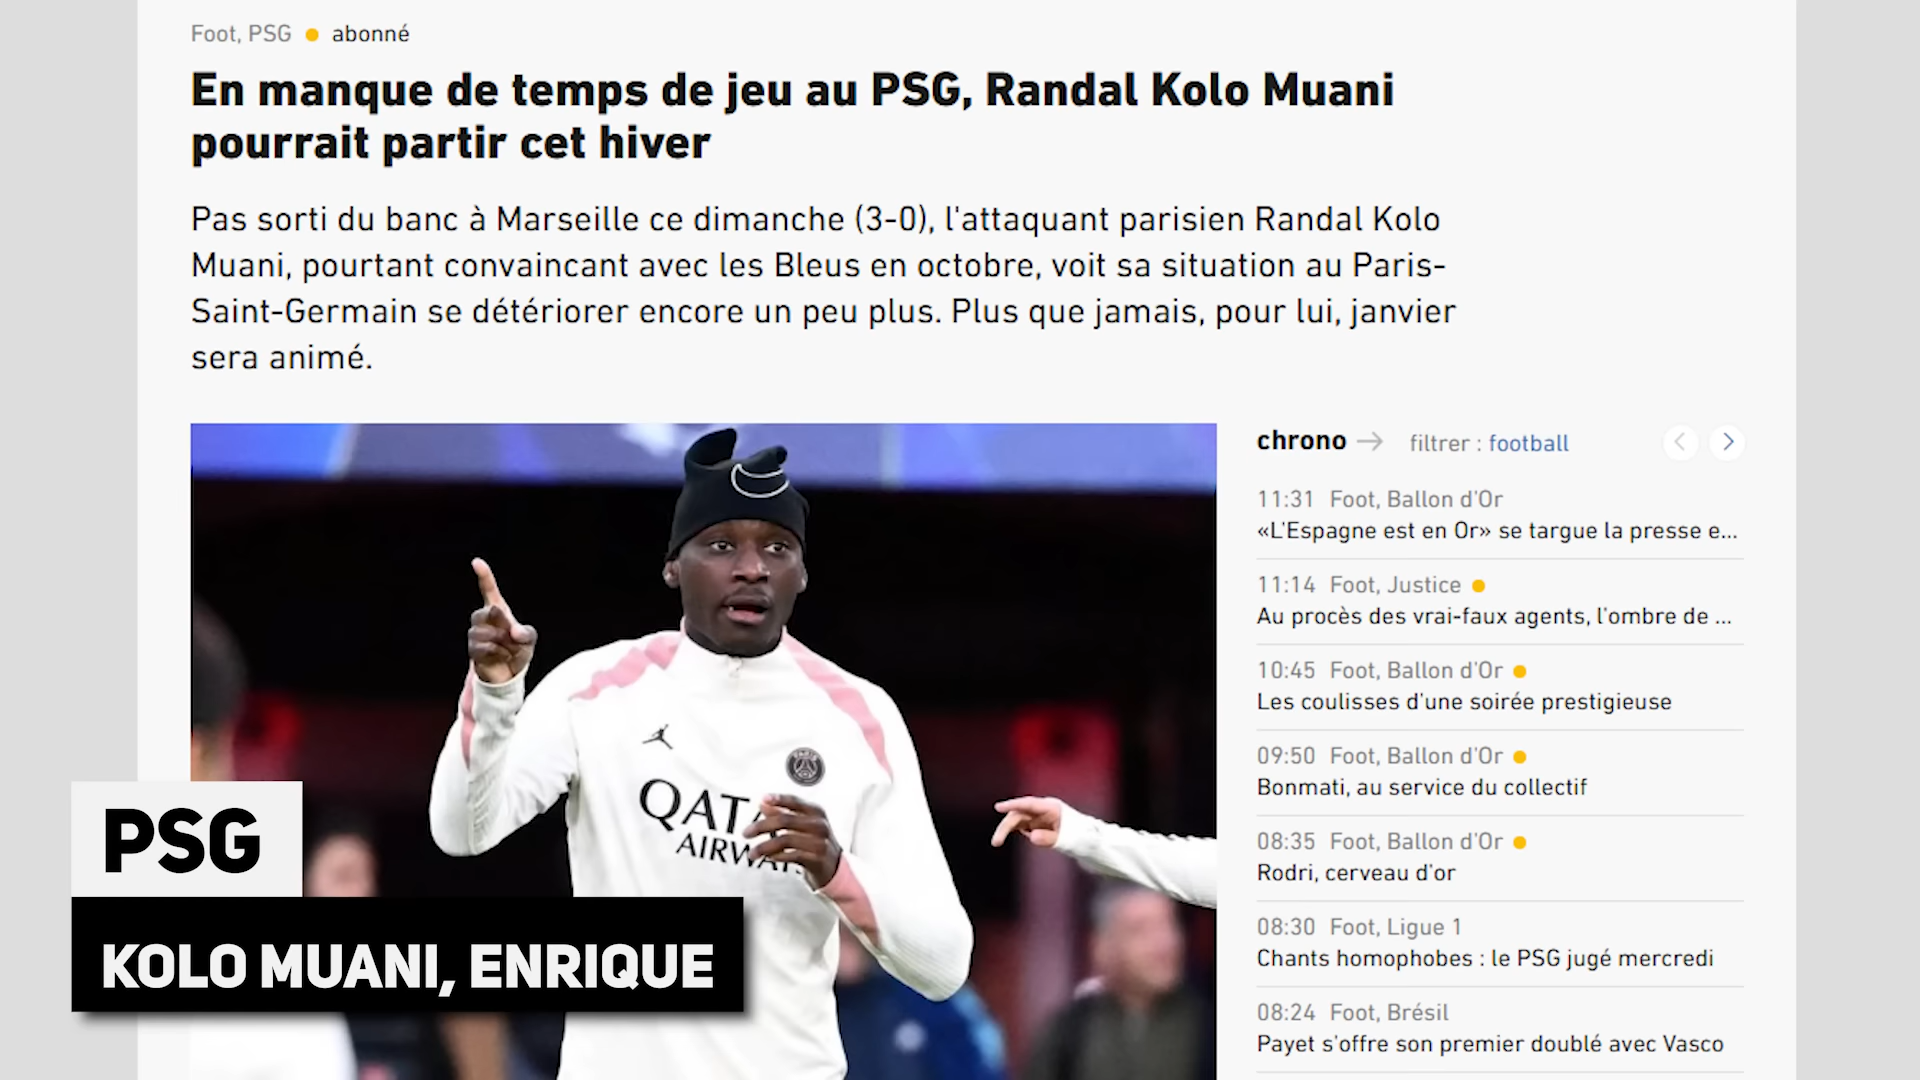 Foot, PSG abonné
En manque de temps de jeu au PSG, Randal Kolo Muani
pourrait partir cet hiver
Pas sorti du banc à Marseille ce dimanche (3-0), l'attaquant parisien Randal Kolo
Muani, pourtant convaincant avec les Bleus en octobre, voit sa situation au Paris-
Saint-Germain se détériorer encore un peu plus. Plus que jamais, pour lui, janvier
sera animé.
chrono → filtrer : football
11:31 Foot, Ballon d'Or
«L'Espagne est en Or» se targue la presse e...
11:14 Foot, Justice
Au procès des vrai-faux agents, l'ombre de ...
10:45 Foot, Ballon d'Or
Les coulisses d'une soirée prestigieuse
09:50 Foot, Ballon d'Or
Bonmati, au service du collectif
08:35 Foot, Ballon d'Or
Rodri, cerveau d'or
08:30 Foot, Ligue 1
Chants homophobes : le PSG jugé mercredi
08:24 Foot, Brésil
Payet s'offre son premier doublé avec Vasco
PSG
KOLO MUANI, ENRIQUE